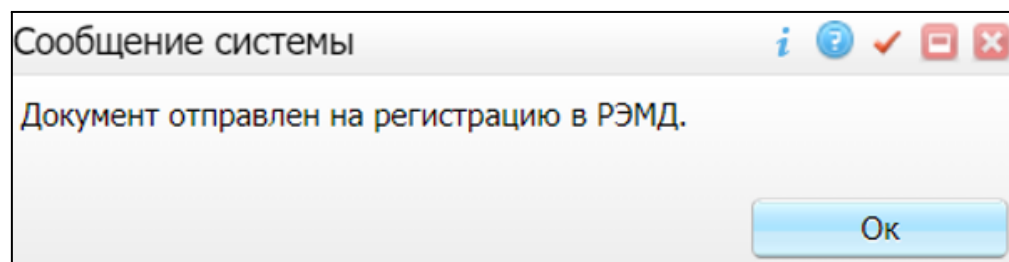 Сообщение системы
Документ отправлен на регистрацию в РЭМД.
Ок